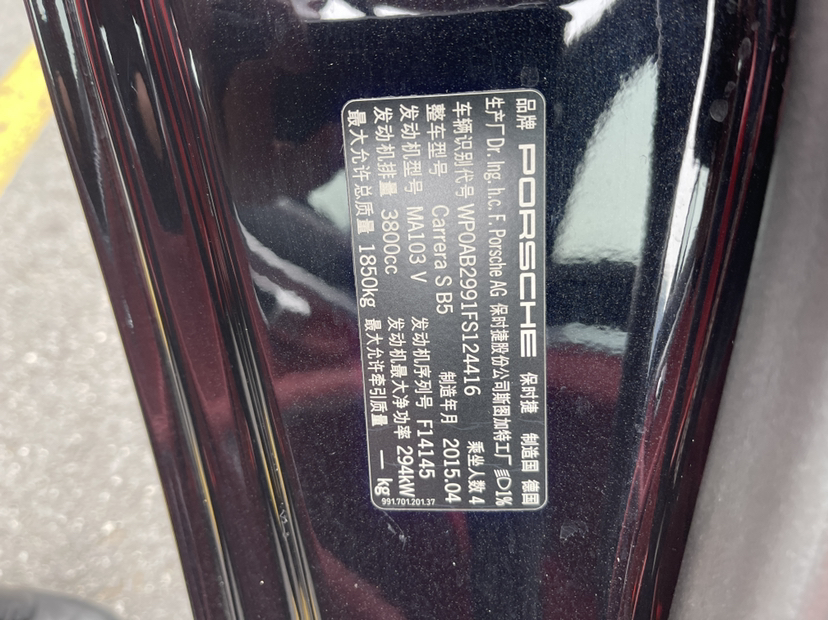 品牌 PORSCHE 保时捷 制造国 德国
生产厂 Dr. Ing. h.c. F. Porsche AG 保时捷股份公司斯图加特工厂 1%
车辆识别代号 WP0AB2991FS124416 乘坐人数 4
整车型号 Carrera S B5 制造年月 2015.04
发动机型号 MA103 V 发动机序列号 F14145
发动机排量 3800cc 发动机最大净功率 294kW
最大允许总质量 1850kg 最大允许牵引质量 — kg
991.701.201.37